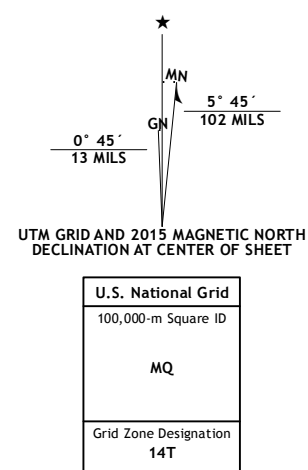 MN
GN
5° 45´
102 MILS
0° 45´
13 MILS
UTM GRID AND 2015 MAGNETIC NORTH
DECLINATION AT CENTER OF SHEET
U.S. National Grid
100,000-m Square ID
MQ
Grid Zone Designation
14T